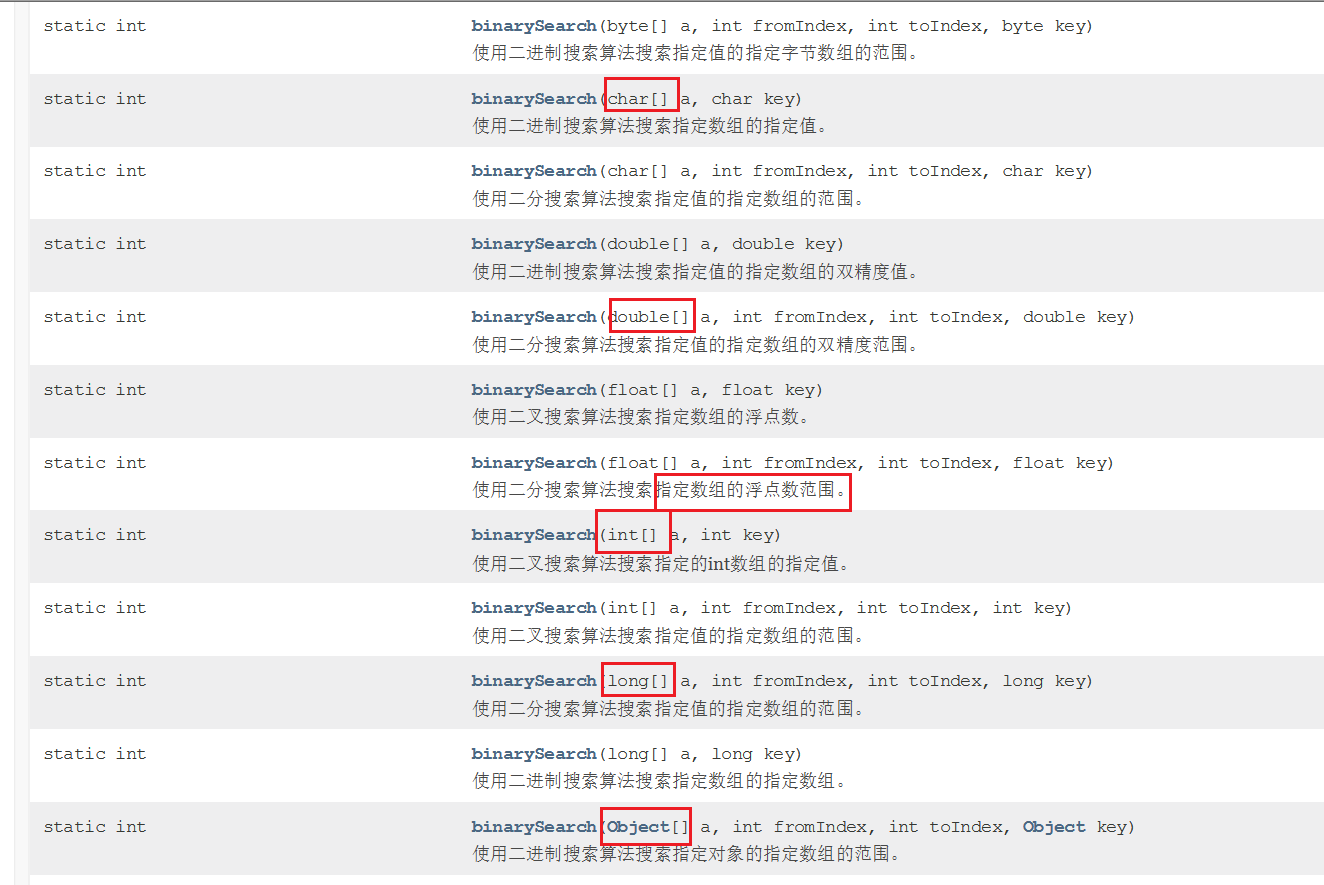 static int binarySearch(byte[] a, int fromIndex, int toIndex, byte key)
使用二进制搜索算法搜索指定值的指定字节数组的范围。
static int binarySearch(char[] a, char key)
使用二进制搜索算法搜索指定数组的指定值。
static int binarySearch(char[] a, int fromIndex, int toIndex, char key)
使用二分搜索算法搜索指定值的指定数组的范围。
static int binarySearch(double[] a, double key)
使用二进制搜索算法搜索指定值的指定数组的双精度值。
static int binarySearch(double[] a, int fromIndex, int toIndex, double key)
使用二分搜索算法搜索指定值的指定数组的双精度范围。
static int binarySearch(float[] a, float key)
使用二叉搜索算法搜索指定数组的浮点数。
static int binarySearch(float[] a, int fromIndex, int toIndex, float key)
使用二分搜索算法搜索指定数组的浮点数范围。
static int binarySearch(int[] a, int key)
使用二叉搜索算法搜索指定的int数组的指定值。
static int binarySearch(int[] a, int fromIndex, int toIndex, int key)
使用二叉搜索算法搜索指定值的指定数组的范围。
static int binarySearch(long[] a, int fromIndex, int toIndex, long key)
使用二分搜索算法搜索指定值的指定数组的范围。
static int binarySearch(long[] a, long key)
使用二进制搜索算法搜索指定数组的指定数组。
static int binarySearch(Object[] a, int fromIndex, int toIndex, Object key)
使用二进制搜索算法搜索指定对象的指定数组的范围。